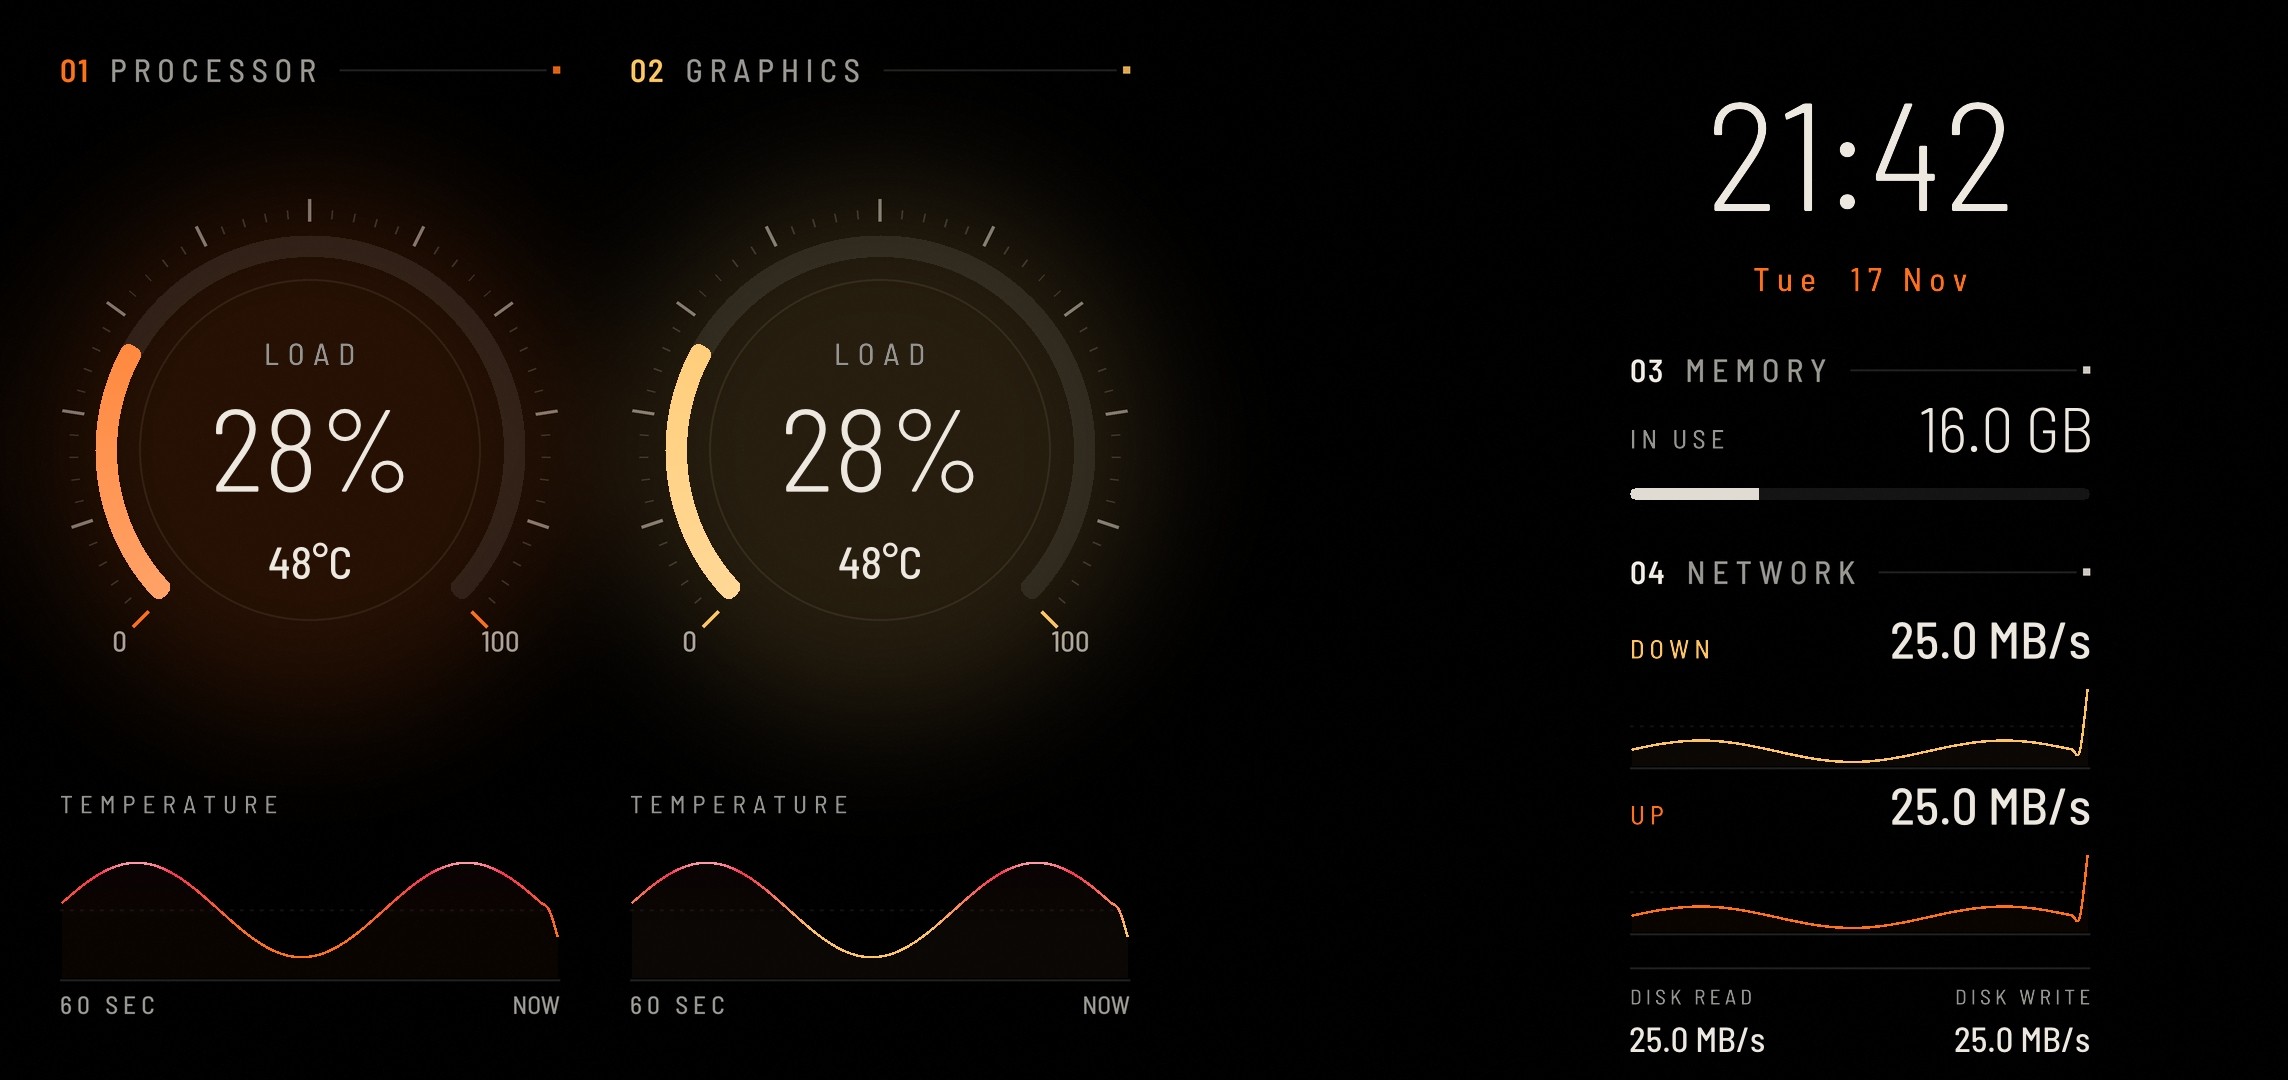 01 PROCESSOR
LOAD
28%
48°C
0
100
TEMPERATURE
60 SEC
NOW
02 GRAPHICS
LOAD
28%
48°C
0
100
TEMPERATURE
60 SEC
NOW
21:42
Tue 17 Nov
03 MEMORY
IN USE 16.0 GB
04 NETWORK
DOWN 25.0 MB/s
UP 25.0 MB/s
DISK READ
25.0 MB/s
DISK WRITE
25.0 MB/s